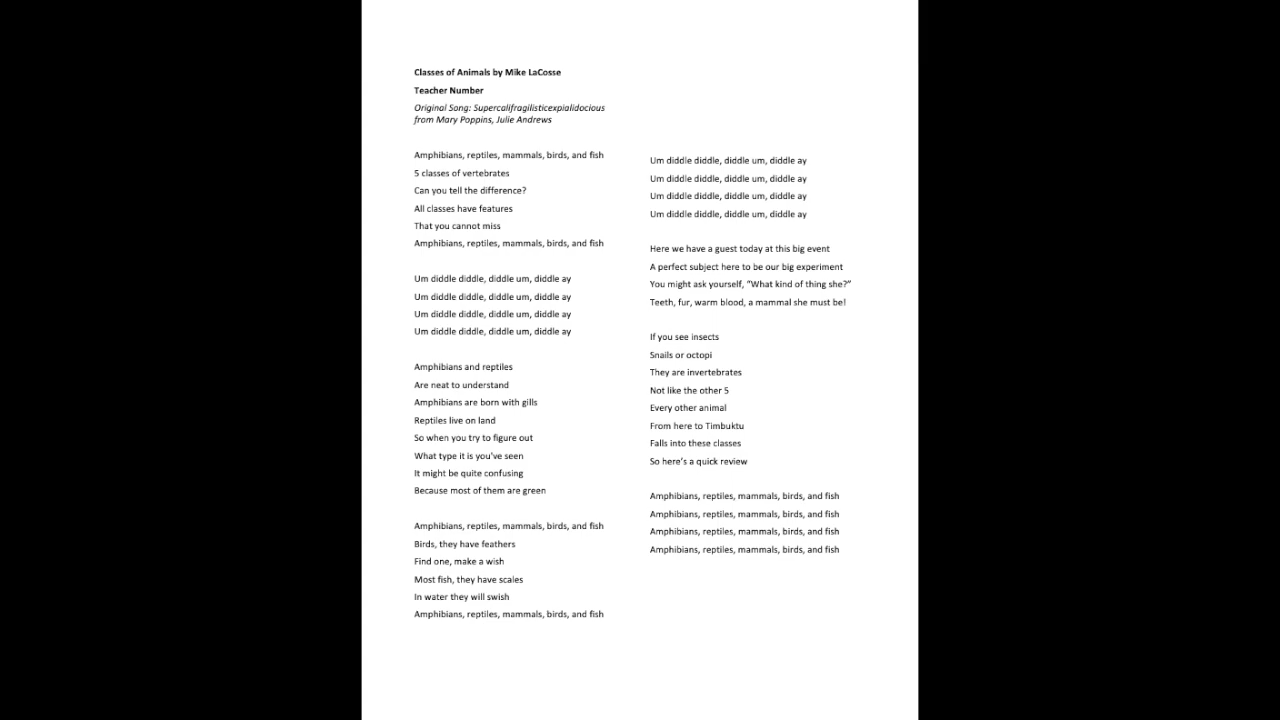 Classes of Animals by Mike LaCosse
Teacher Number
Original Song: Supercalifragilisticexpialidocious
from Mary Poppins, Julie Andrews
Amphibians, reptiles, mammals, birds, and fish
5 classes of vertebrates
Can you tell the difference?
All classes have features
That you cannot miss
Amphibians, reptiles, mammals, birds, and fish
Um diddle diddle, diddle um, diddle ay
Um diddle diddle, diddle um, diddle ay
Um diddle diddle, diddle um, diddle ay
Um diddle diddle, diddle um, diddle ay
Amphibians and reptiles
Are neat to understand
Amphibians are born with gills
Reptiles live on land
So when you try to figure out
What type it is you've seen
It might be quite confusing
Because most of them are green
Amphibians, reptiles, mammals, birds, and fish
Birds, they have feathers
Find one, make a wish
Most fish, they have scales
In water they will swish
Amphibians, reptiles, mammals, birds, and fish
Um diddle diddle, diddle um, diddle ay
Um diddle diddle, diddle um, diddle ay
Um diddle diddle, diddle um, diddle ay
Um diddle diddle, diddle um, diddle ay
Here we have a guest today at this big event
A perfect subject here to be our big experiment
You might ask yourself, “What kind of thing she?”
Teeth, fur, warm blood, a mammal she must be!
If you see insects
Snails or octopi
They are invertebrates
Not like the other 5
Every other animal
From here to Timbuktu
Falls into these classes
So here’s a quick review
Amphibians, reptiles, mammals, birds, and fish
Amphibians, reptiles, mammals, birds, and fish
Amphibians, reptiles, mammals, birds, and fish
Amphibians, reptiles, mammals, birds, and fish